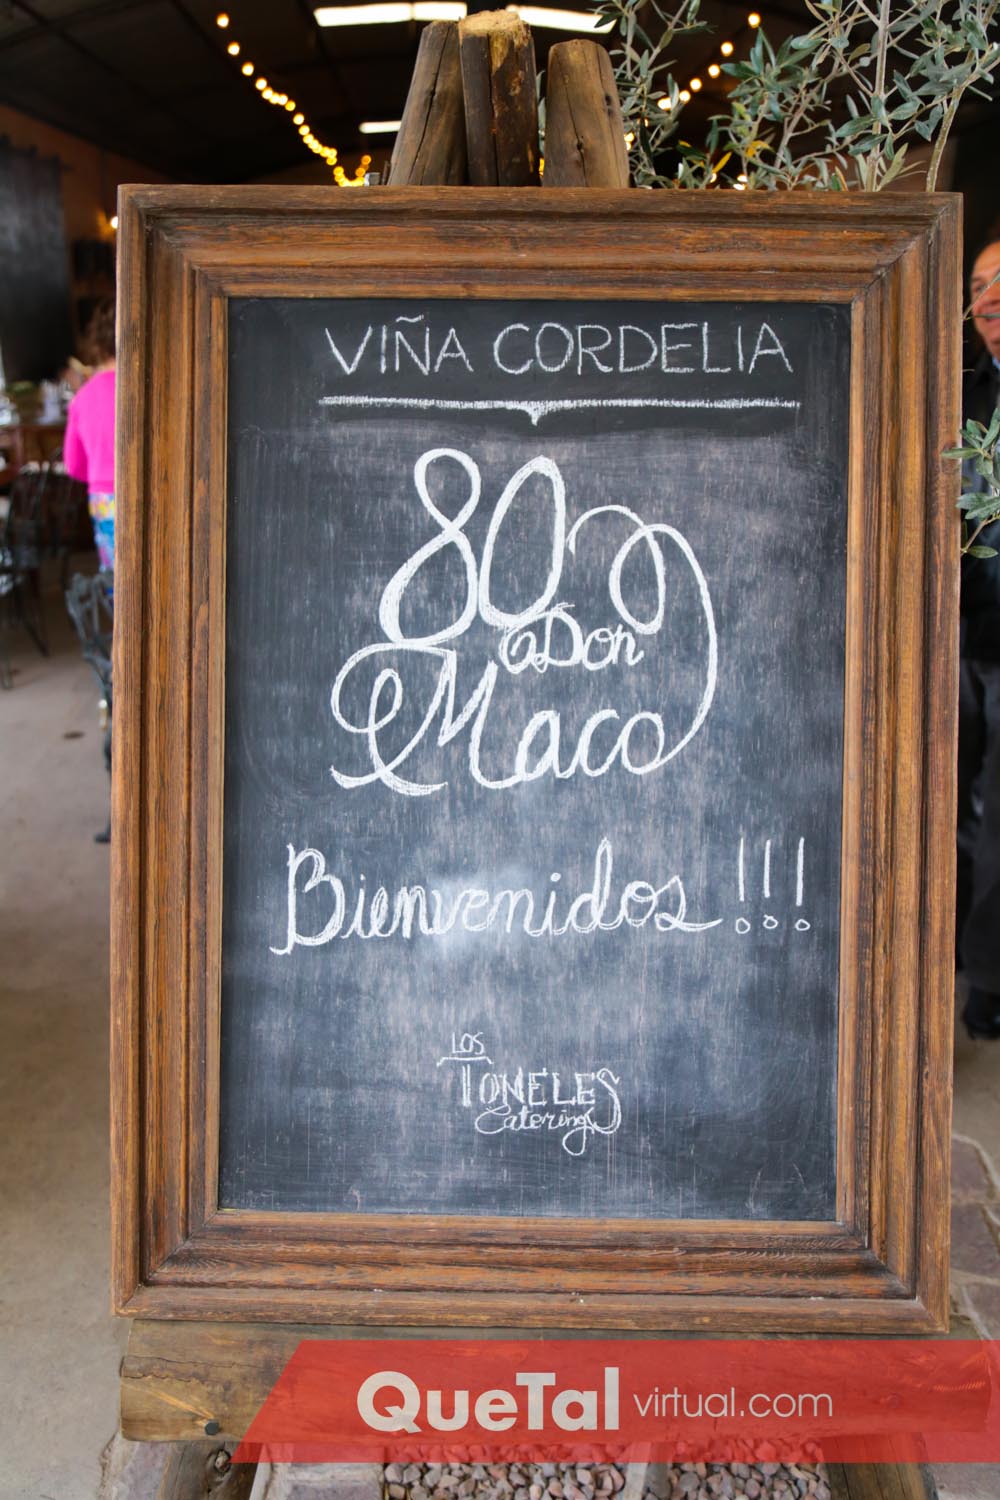 VIÑA CORDELIA
80
Don
Maco
Bienvenidos !!!
LOS
TONELES
Catering
QueTal virtual.com